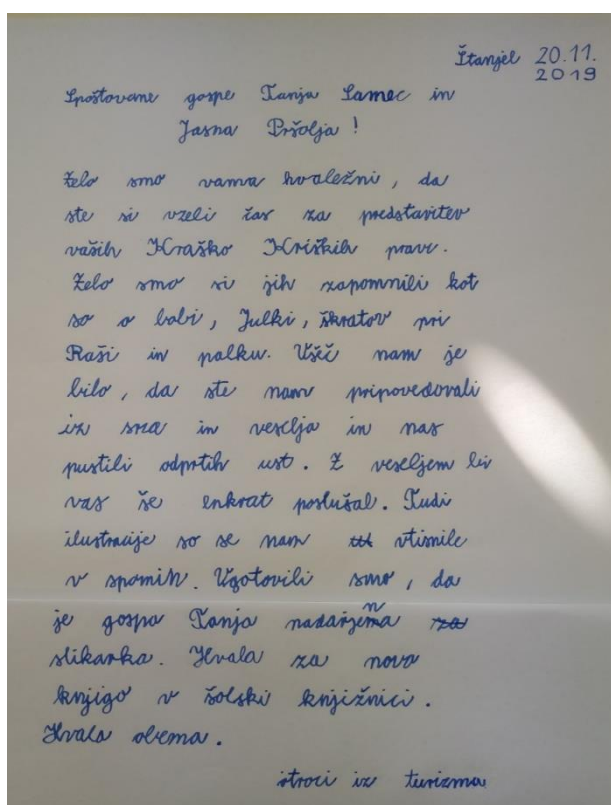 Štanjel 20.11.
2019
Spoštovane gospe Tanja Samec in
Jasna Pršolja!
Zelo smo vama hvaležni, da
ste si vzeli čas za predstavitev
vaših Kraško Kriških pravc.
Zelo smo si jih zapomnili kot
so o babi, Julki, škratov pri
Raši in palku. Všeč nam je
bilo, da ste nam pripovedovali
iz srca in veselja in nas
pustili odprtih ust. Z veseljem bi
vas še enkrat poslušal. Tudi
ilustracije so se nam vtisnile
v spomin. Ugotovili smo, da
je gospa Tanja nadarjena
slikarka. Hvala za novo
knjigo v šolski knjižnici.
Hvala obema.
otroci iz turizma